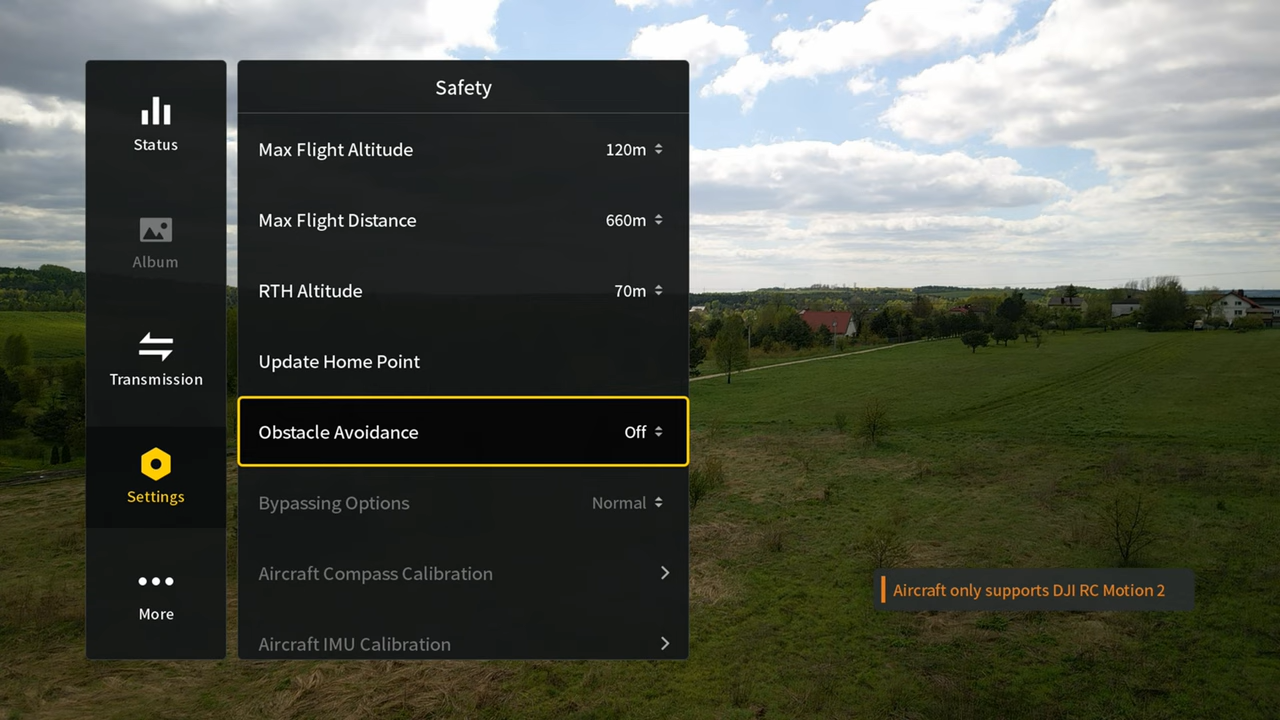 Status
Album
Transmission
Settings
More
Safety
Max Flight Altitude 120m
Max Flight Distance 660m
RTH Altitude 70m
Update Home Point
Obstacle Avoidance Off
Bypassing Options Normal
Aircraft Compass Calibration
Aircraft IMU Calibration
Aircraft only supports DJI RC Motion 2